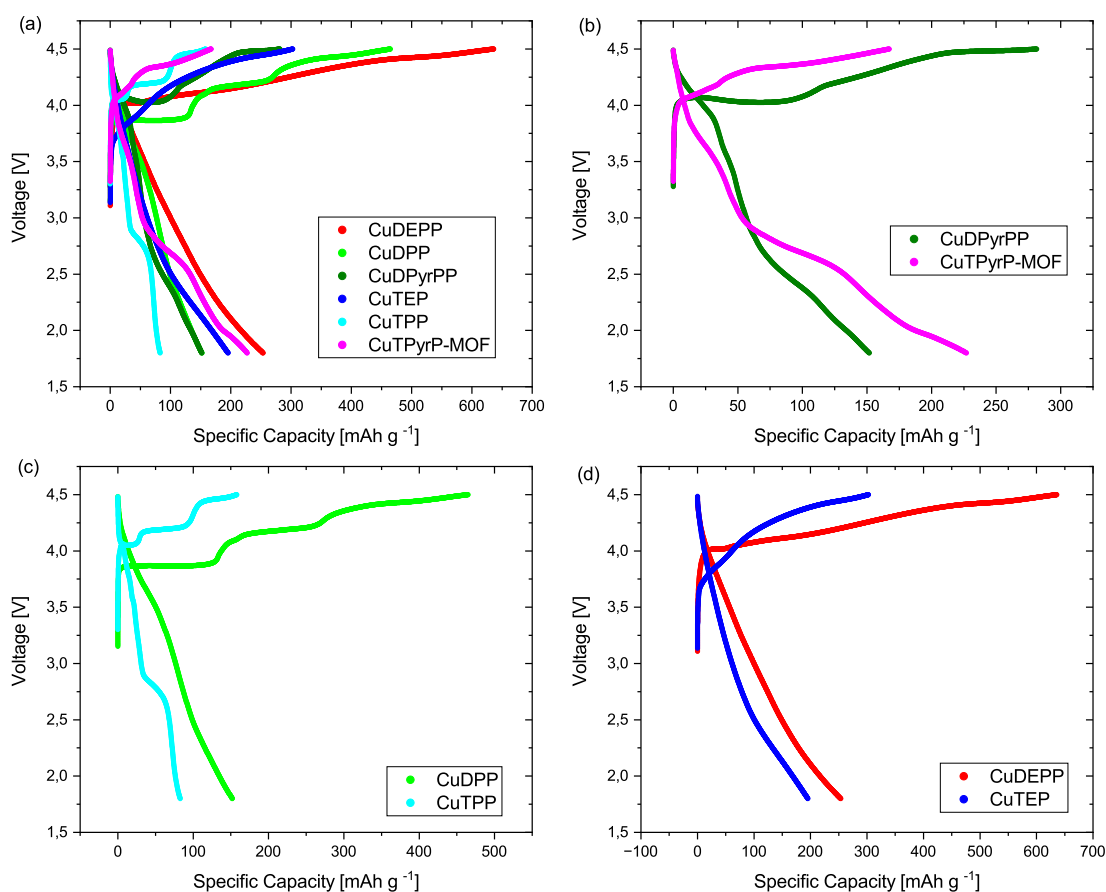 (a)
4,5
4,0
3,5
3,0
2,5
2,0
1,5
Voltage [V]
CuDEPP
CuDPP
CuDPyrPP
CuTEP
CuTPP
CuTPyrP-MOF
0 100 200 300 400 500 600 700
Specific Capacity [mAh g -1]
(b)
4,5
4,0
3,5
3,0
2,5
2,0
1,5
Voltage [V]
CuDPyrPP
CuTPyrP-MOF
0 50 100 150 200 250 300
Specific Capacity [mAh g -1]
(c)
4,5
4,0
3,5
3,0
2,5
2,0
1,5
Voltage [V]
CuDPP
CuTPP
0 100 200 300 400 500
Specific Capacity [mAh g -1]
(d)
4,5
4,0
3,5
3,0
2,5
2,0
1,5
Voltage [V]
CuDEPP
CuTEP
−100 0 100 200 300 400 500 600 700
Specific Capacity [mAh g -1]